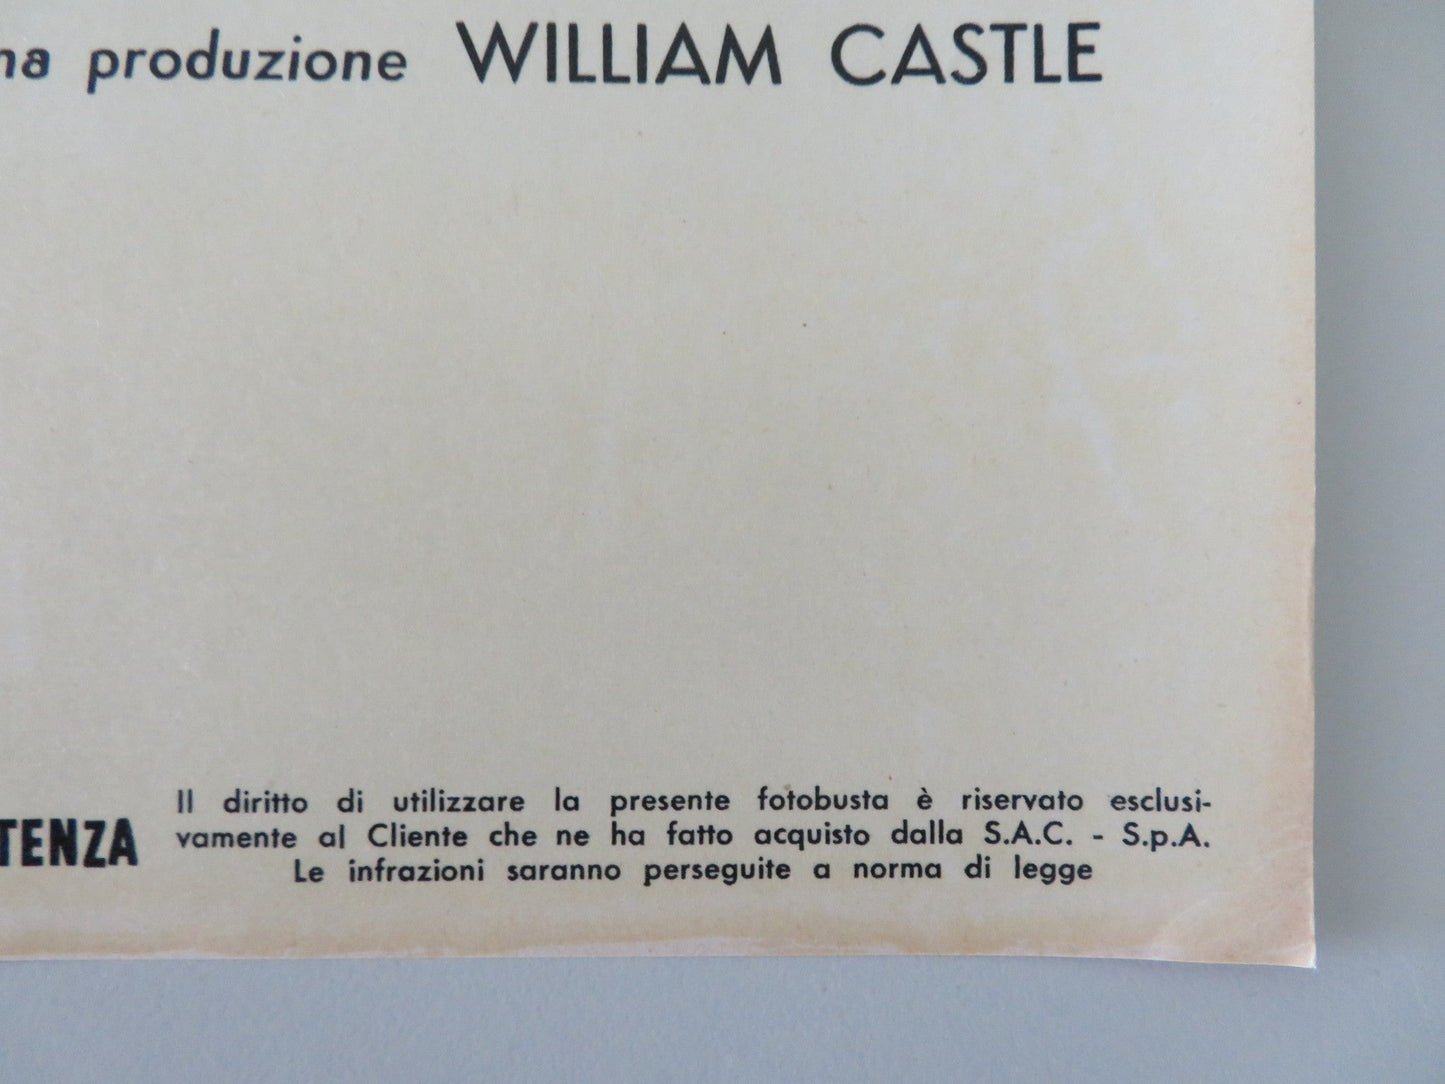 na produzione WILLIAM CASTLE
TENZA
Il diritto di utilizzare la presente fotobusta è riservato esclusi-
vamente al Cliente che ne ha fatto acquisto dalla S.A.C. - S.p.A.
Le infrazioni saranno perseguite a norma di legge